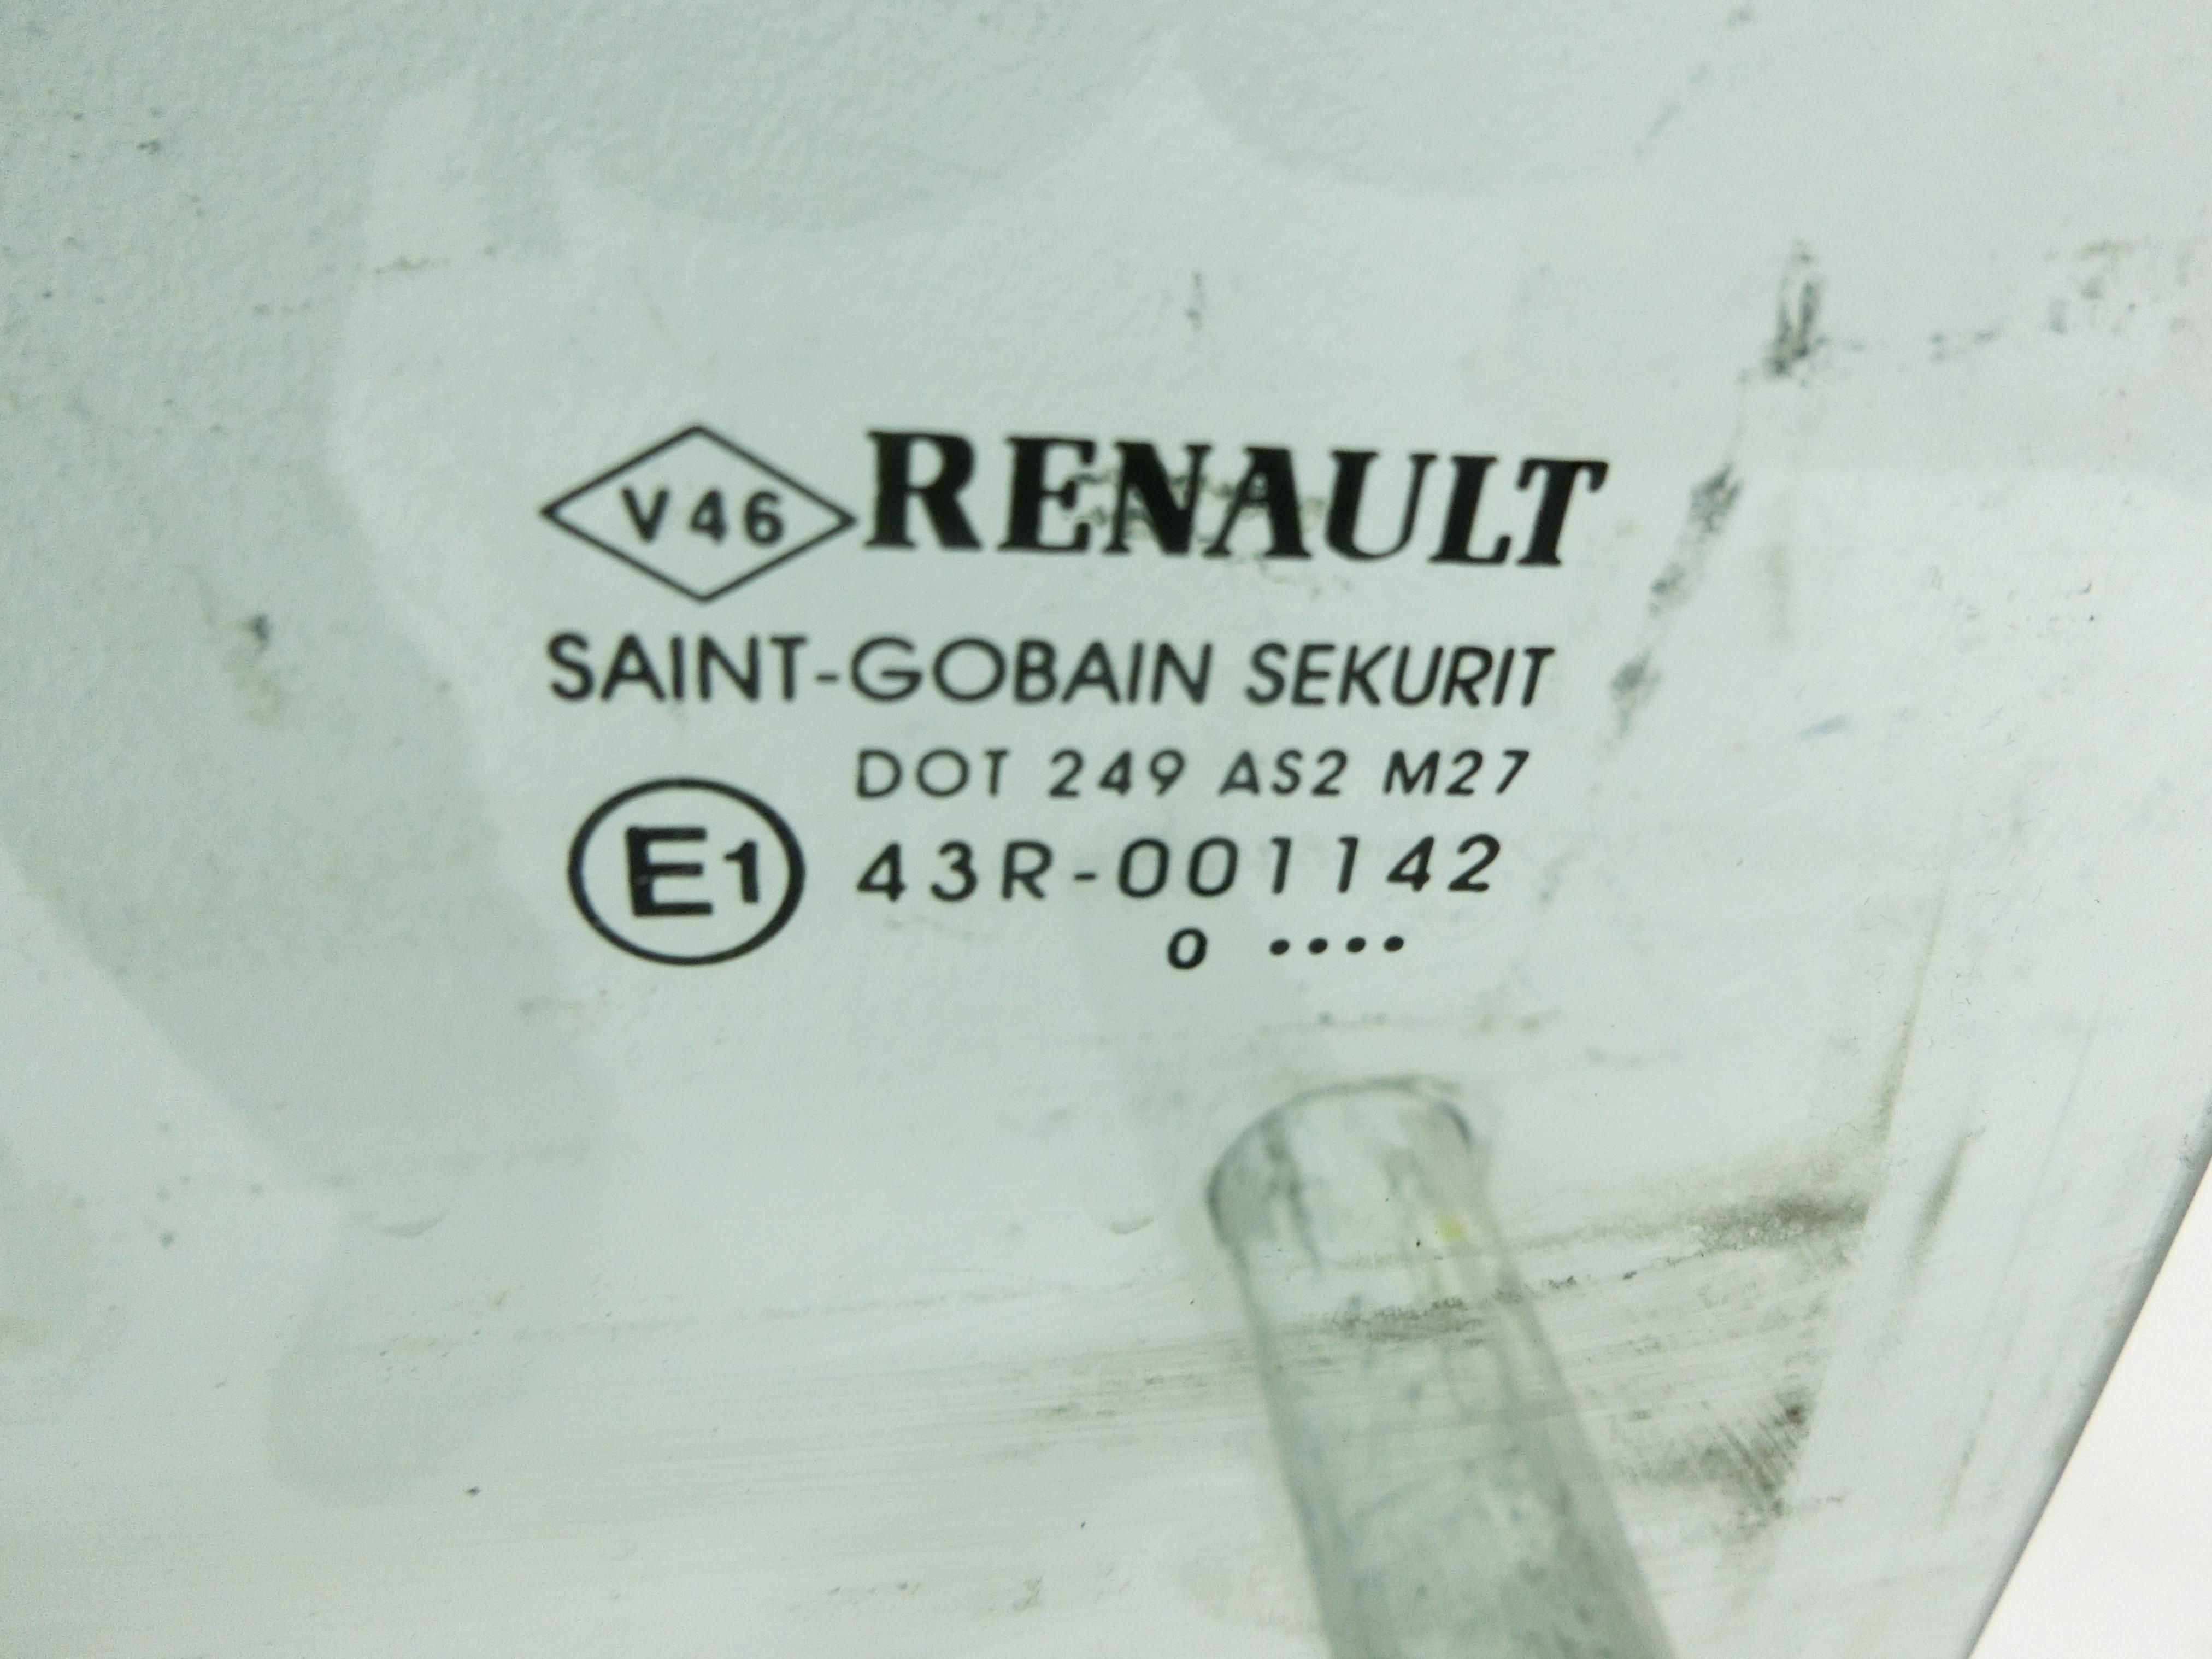 V46 RENAULT
SAINT-GOBAIN SEKURIT
DOT 249 AS2 M27
E1 43R-001142
0 ••••